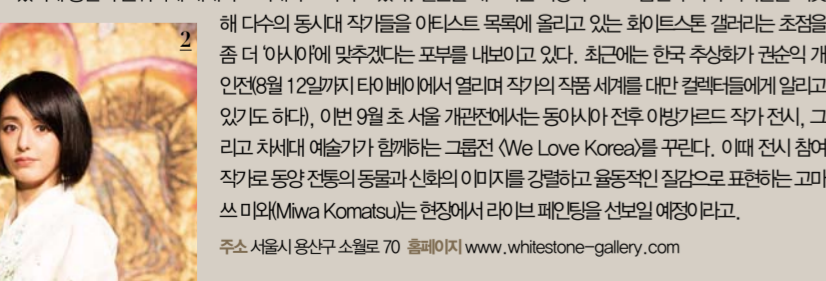 2
해 다수의 동시대 작가들을 아티스트 목록에 올리고 있는 화이트스톤 갤러리는 초점을
좀 더 ‘아시아’에 맞추겠다는 포부를 내보이고 있다. 최근에는 한국 추상화가 권순익 개
인전(8월 12일까지 타이베이에서 열리며 작가의 작품 세계를 대만 컬렉터들에게 알리고
있기도 하다), 이번 9월 초 서울 개관전에서는 동아시아 전후 아방가르드 작가 전시, 그
리고 차세대 예술가가 함께하는 그룹전 〈We Love Korea〉를 꾸린다. 이때 전시 참여
작가로 동양 전통의 동물과 신화의 이미지를 강렬하고 율동적인 질감으로 표현하는 고마
쓰 미와(Miwa Komatsu)는 현장에서 라이브 페인팅을 선보일 예정이라고.
주소 서울시 용산구 소월로 70 홈페이지 www.whitestone-gallery.com